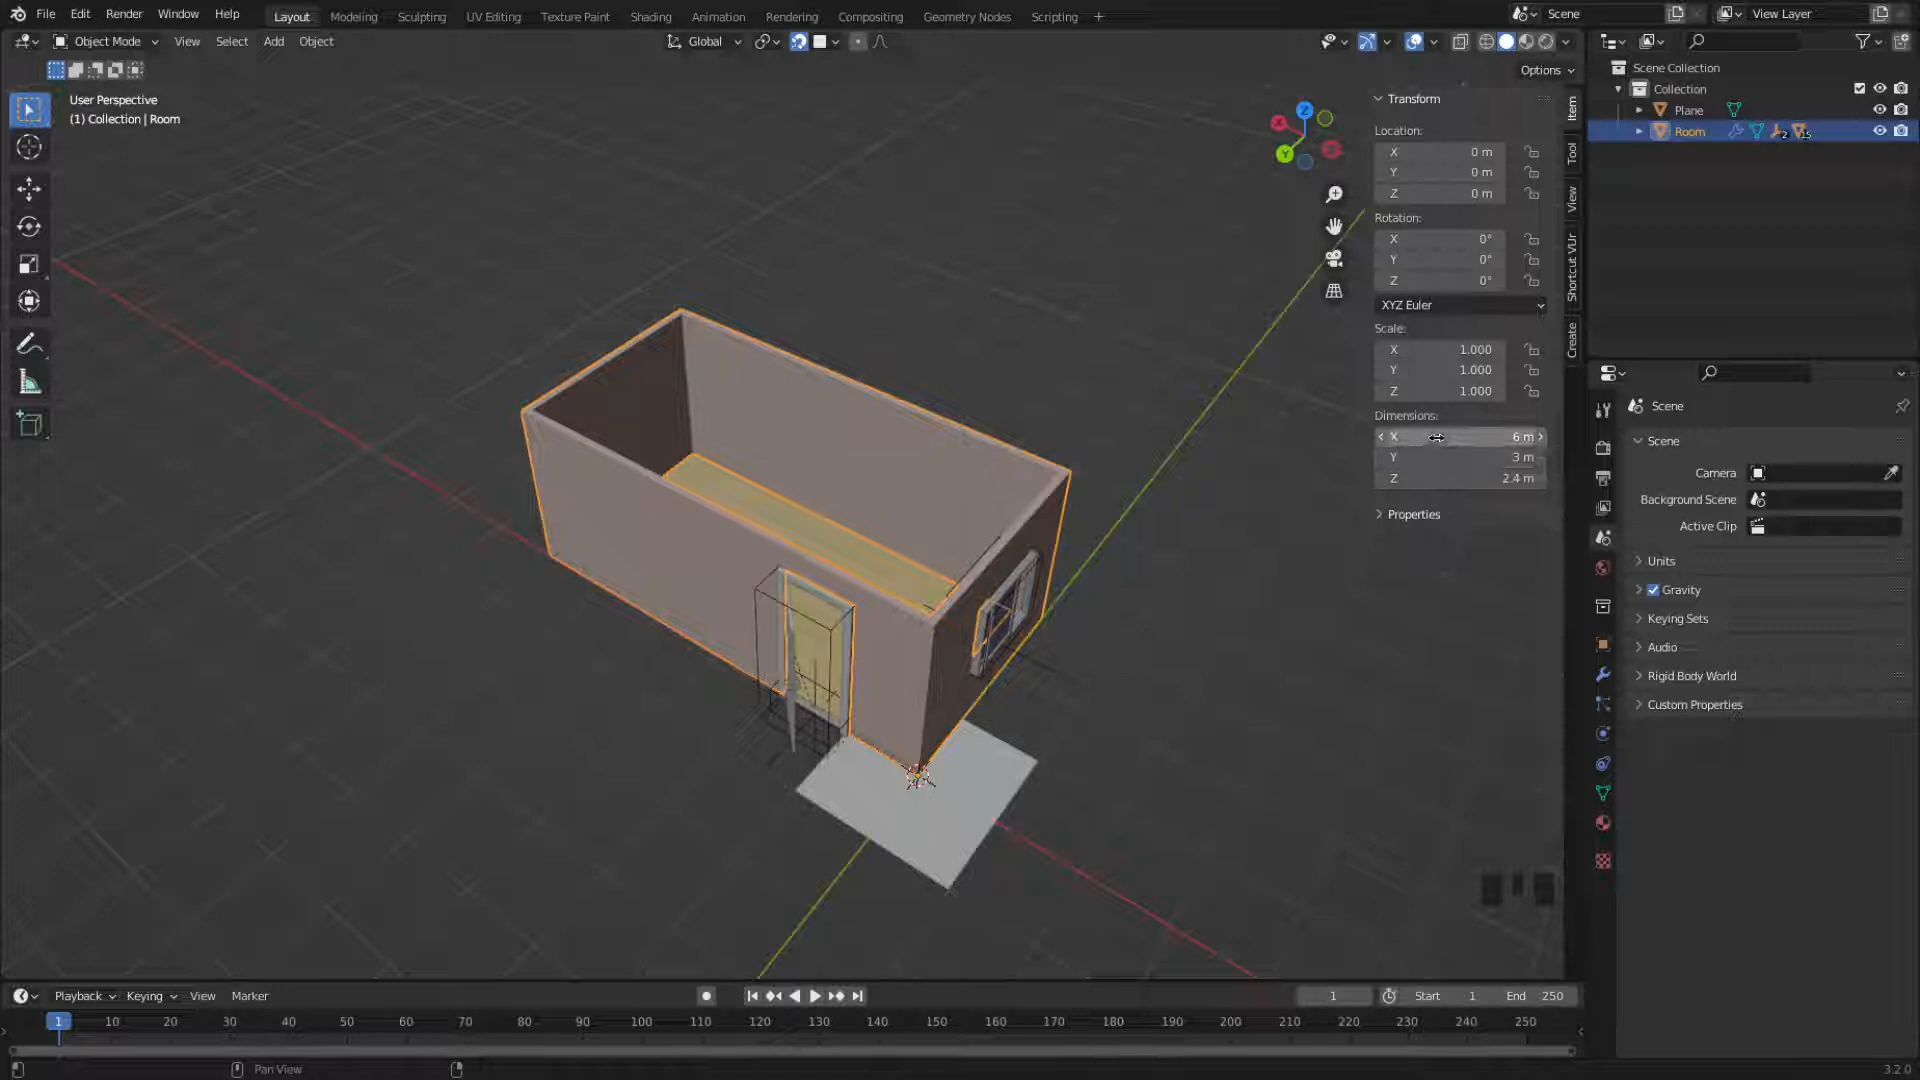 File Edit Render Window Help Layout Modeling Sculpting UV Editing Texture Paint Shading Animation Rendering Compositing Geometry Nodes Scripting + Scene View Layer
Object Mode View Select Add Object Global
Options
User Perspective
(1) Collection | Room
Z
X
Y
Transform
Location:
X 0 m
Y 0 m
Z 0 m
Rotation:
X 0°
Y 0°
Z 0°
XYZ Euler
Scale:
X 1.000
Y 1.000
Z 1.000
Dimensions:
X 6 m
Y 3 m
Z 2.4 m
Properties
Item
Tool
View
Shortcut VUr
Create
Scene Collection
Collection
Plane
Room 2 15
Scene
Scene
Camera
Background Scene
Active Clip
Units
Gravity
Keying Sets
Audio
Rigid Body World
Custom Properties
Playback Keying View Marker 1 Start 1 End 250
1 10 20 30 40 50 60 70 80 90 100 110 120 130 140 150 160 170 180 190 200 210 220 230 240 250
Pan View 3.2.0